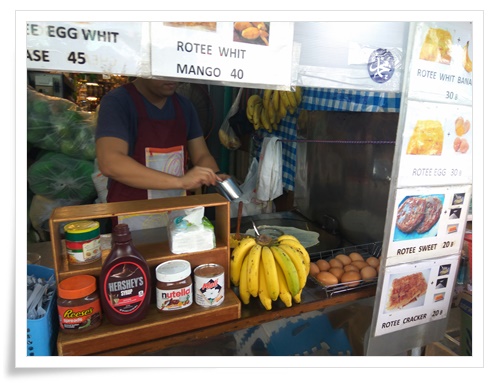 EE EGG WHIT
ASE 45
ROTEE WHIT
MANGO 40
ROTEE WHIT BANA
30฿
ROTEE EGG 30฿
ROTEE SWEET 20฿
ROTEE CRACKER 20฿
Reese's
HERSHEY'S
SYRUP
nutella